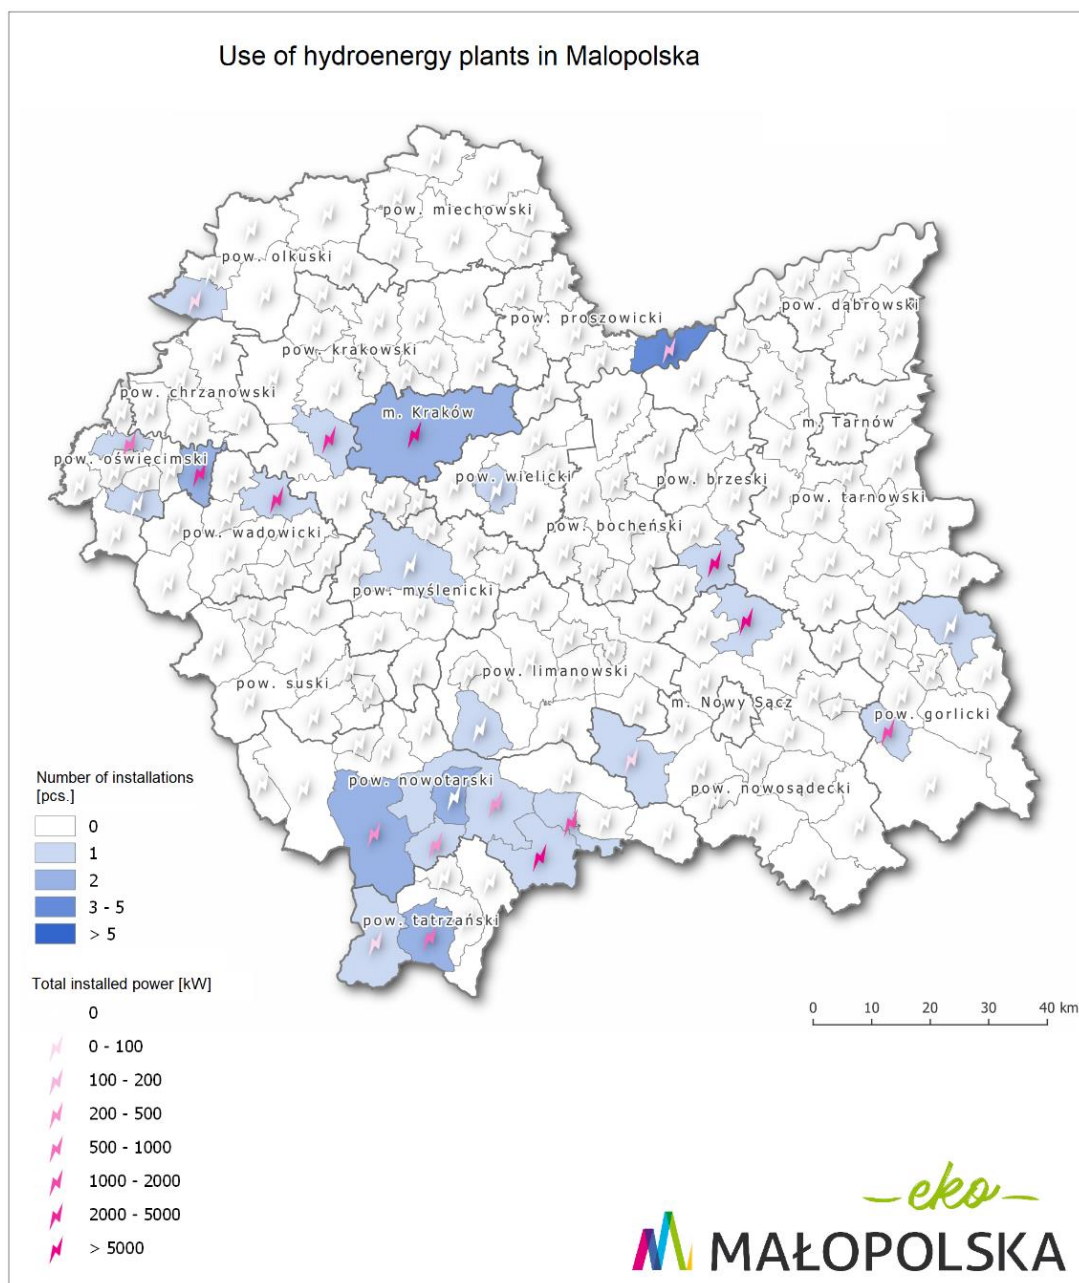 Use of hydroenergy plants in Malopolska
pow. miechowski
pow. olkuski
pow. dąbrowski
pow. proszowicki
pow. krakowski
pow. chrzanowski
m. Kraków
m. Tarnów
pow. oświęcimski
pow. wielicki
pow. brzeski
pow. tarnowski
pow. bocheński
pow. wadowicki
pow. myślenicki
pow. limanowski
pow. suski
m. Nowy Sącz
pow. gorlicki
pow. nowotarski
pow. nowosądecki
pow. tatrzański
Number of installations
[pcs.]
0
1
2
3 - 5
> 5
Total installed power [kW]
0
0 - 100
100 - 200
200 - 500
500 - 1000
1000 - 2000
2000 - 5000
> 5000
0 10 20 30 40 km
eko
MAŁOPOLSKA